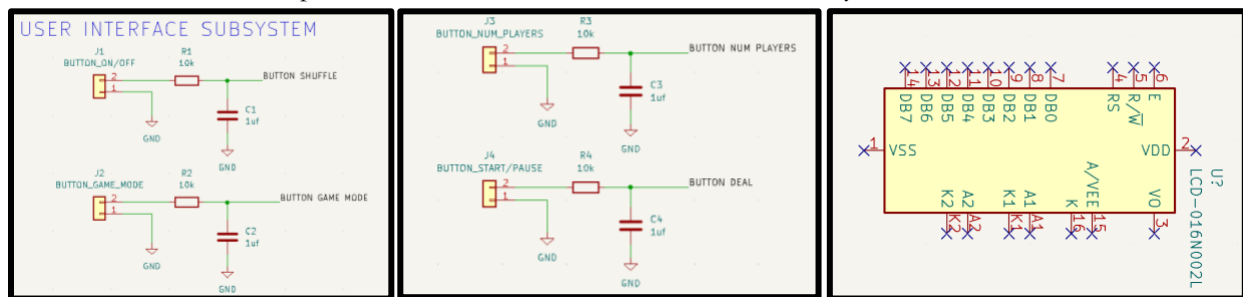 USER INTERFACE SUBSYSTEM
J1
BUTTON_ON/OFF
R1
10k
2
1
BUTTON SHUFFLE
C1
1uf
GND
J2
BUTTON_GAME_MODE
R2
10k
2
1
BUTTON GAME MODE
C2
1uf
GND
J3
BUTTON_NUM_PLAYERS
R3
10k
2
1
BUTTON NUM PLAYERS
C3
1uf
GND
GND
J4
BUTTON_START/PAUSE
R4
10k
2
1
BUTTON DEAL
C4
1uf
GND
GND
14 13 12 11 10 9 8 7 4 5 6
DB7 DB6 DB5 DB4 DB3 DB2 DB1 DB0 RS R/W E
1 VSS
VDD 2
K2 A2 K1 A1 K A/VEE VO
K2 A2 K1 A1 16 15 3
U?
LCD-016N002L
GND
GND